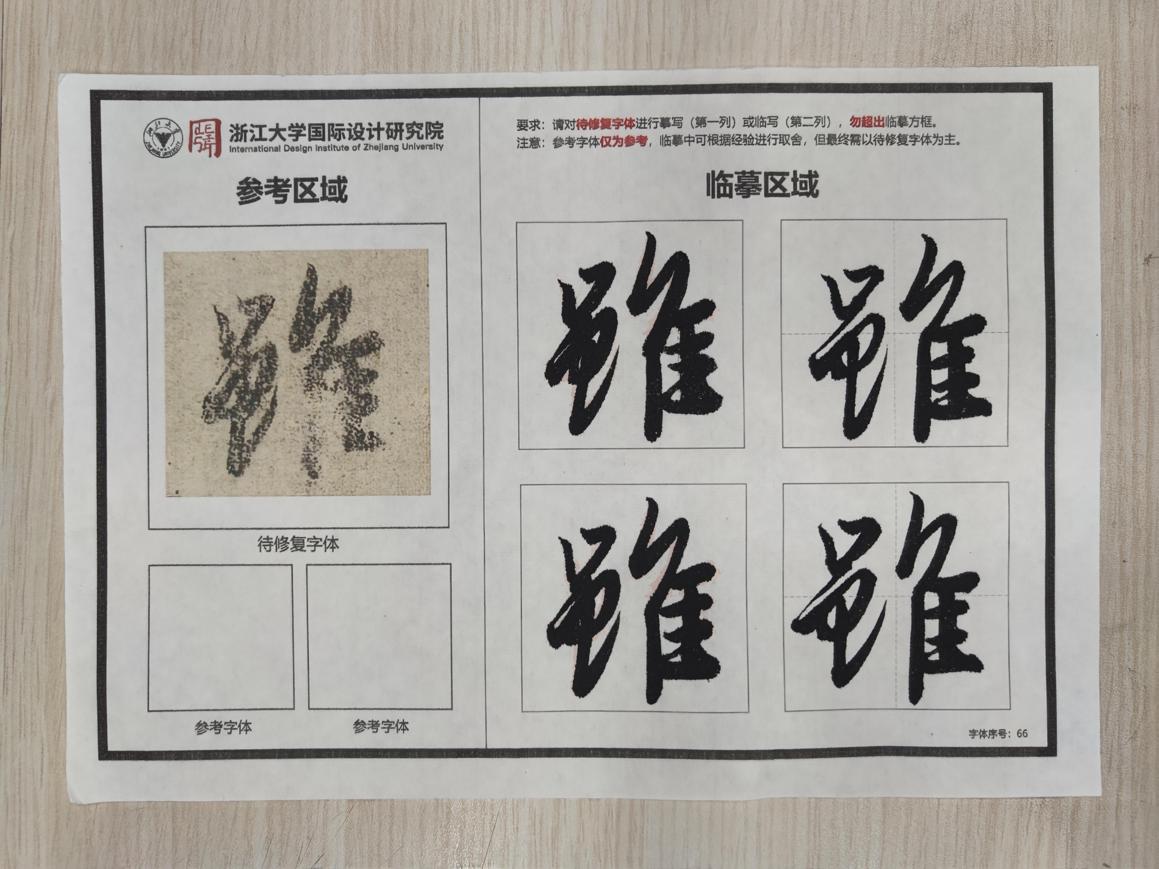 浙江大学国际设计研究院
International Design Institute of Zhejiang University
参考区域
雖
待修复字体
参考字体 参考字体
要求：请对待修复字体进行摹写（第一列）或临写（第二列），勿超出临摹方框。
注意：参考字体仅为参考，临摹中可根据经验进行取舍，但最终需以待修复字体为主。
临摹区域
雖 雖
雖 雖
字体序号：66